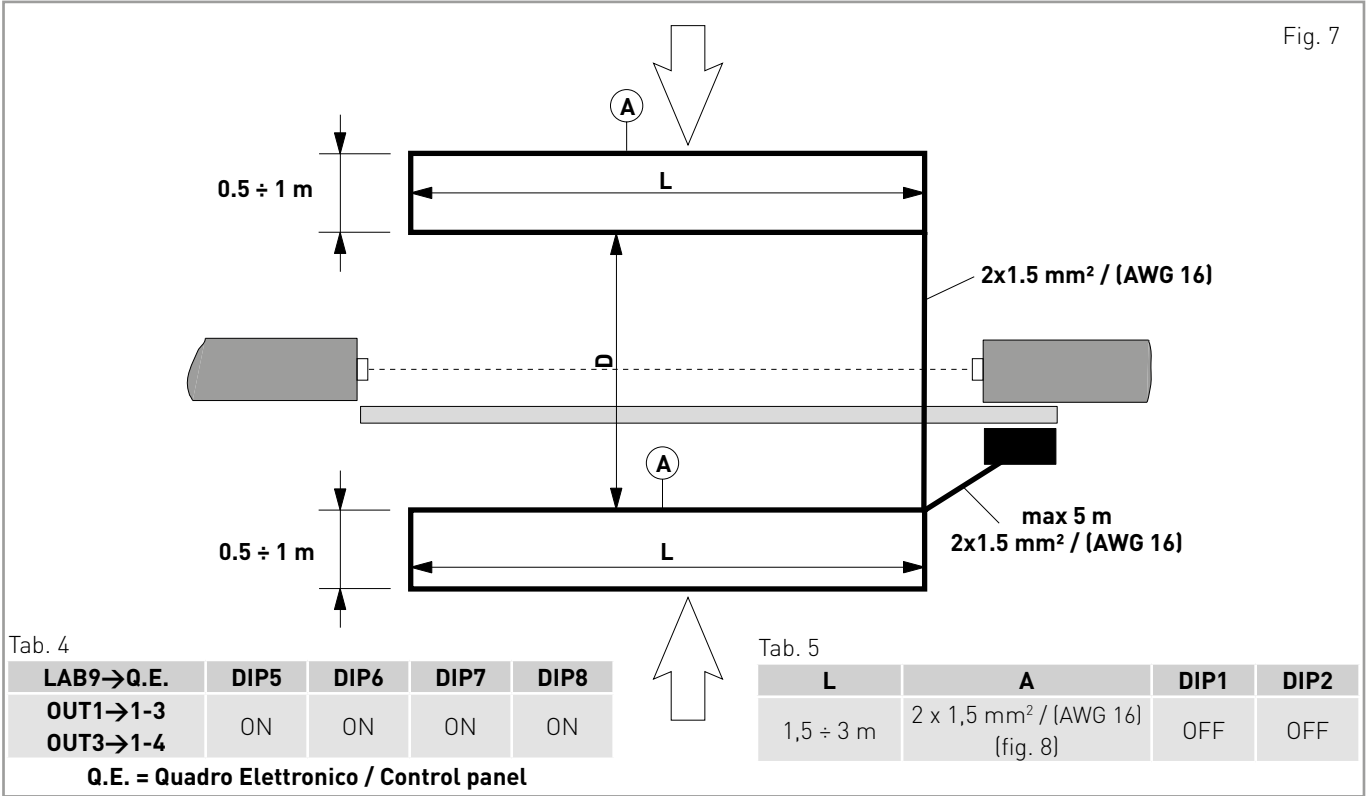 Fig. 7
A
0.5 ÷ 1 m
L
2x1.5 mm² / (AWG 16)
D
A
0.5 ÷ 1 m
L
max 5 m
2x1.5 mm² / (AWG 16)
Tab. 4
LAB9→Q.E. DIP5 DIP6 DIP7 DIP8
OUT1→1-3
OUT3→1-4
ON ON ON ON
Q.E. = Quadro Elettronico / Control panel
Tab. 5
L A DIP1 DIP2
1,5 ÷ 3 m 2 x 1,5 mm² / (AWG 16) OFF OFF
(fig. 8)